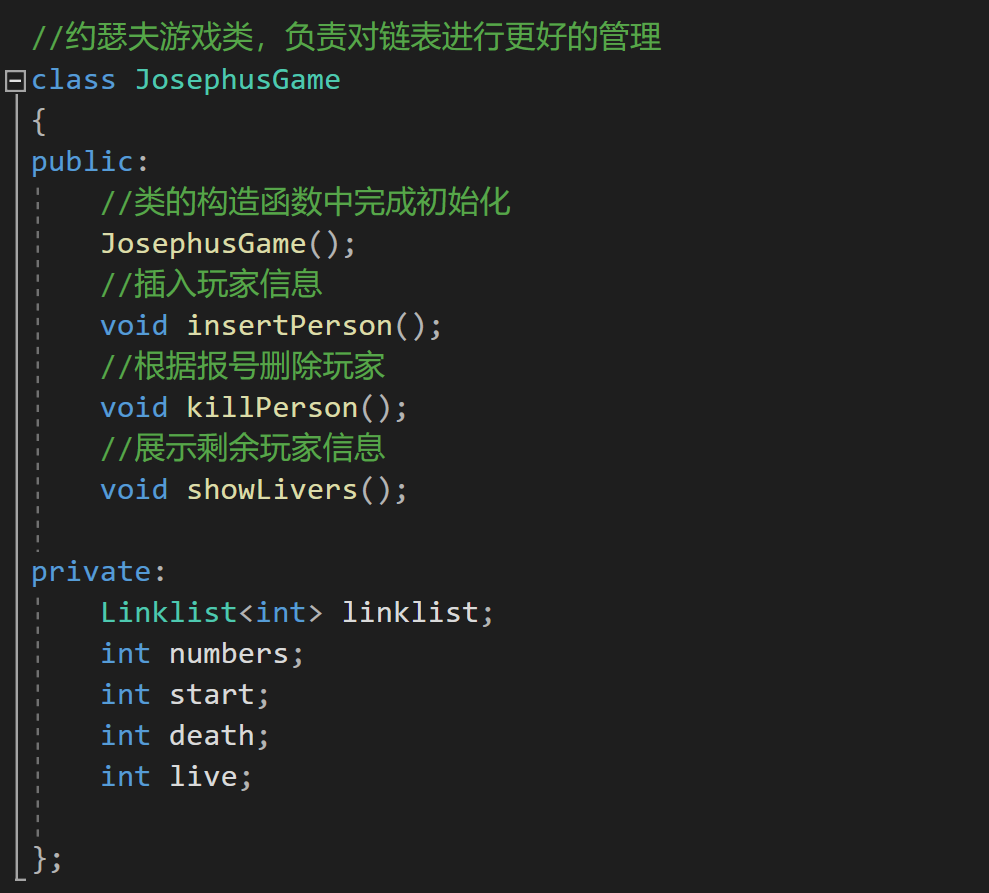 //约瑟夫游戏类，负责对链表进行更好的管理
class JosephusGame
{
public:
//类的构造函数中完成初始化
JosephusGame();
//插入玩家信息
void insertPerson();
//根据报号删除玩家
void killPerson();
//展示剩余玩家信息
void showLivers();
private:
Linklist<int> linklist;
int numbers;
int start;
int death;
int live;
};